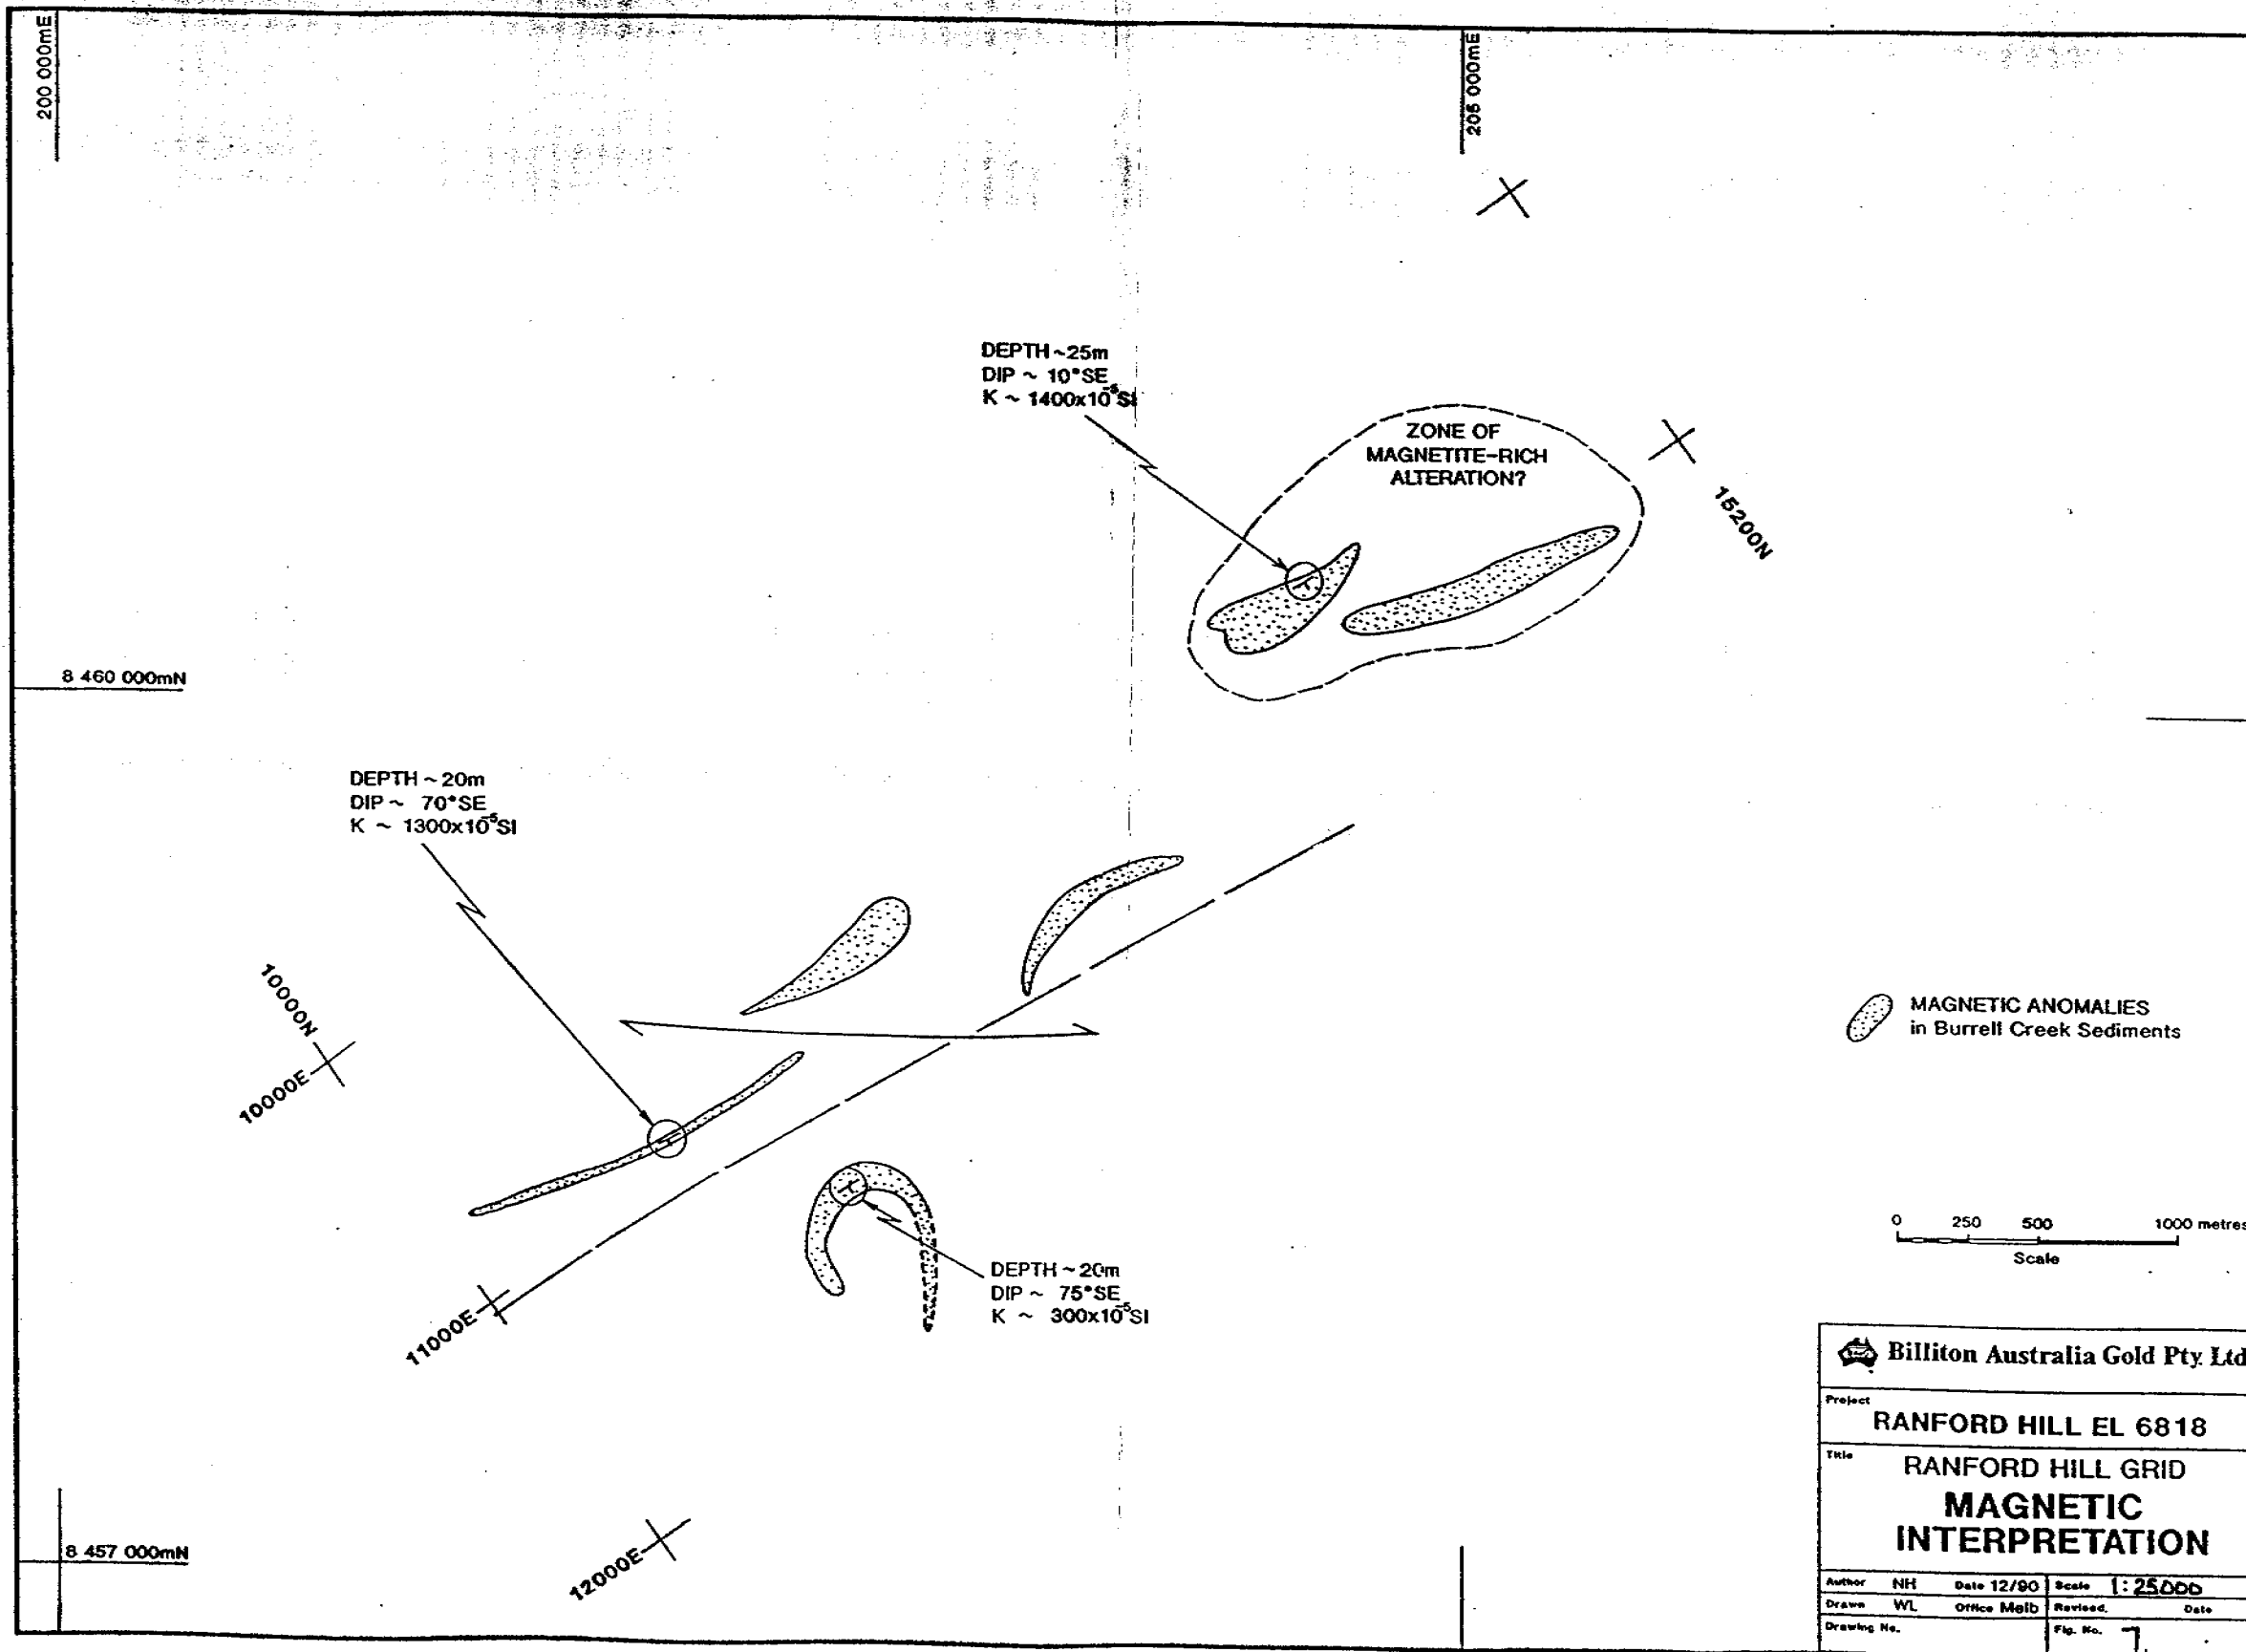 200 000mE
205 000mE
DEPTH ~25m
DIP ~ 10°SE
K ~ 1400x10⁻⁵SI
ZONE OF
MAGNETITE-RICH
ALTERATION?
15200N
8 460 000mN
DEPTH ~ 20m
DIP ~ 70°SE
K ~ 1300x10⁻⁵SI
10000N
10000E
MAGNETIC ANOMALIES
in Burrell Creek Sediments
0 250 500 1000 metres
Scale
DEPTH ~ 20m
DIP ~ 75°SE
K ~ 300x10⁻⁵SI
11000E
12000E
8 457 000mN
Billiton Australia Gold Pty. Ltd
Project
RANFORD HILL EL 6818
Title
RANFORD HILL GRID
MAGNETIC
INTERPRETATION
Author NH Date 12/90 Scale 1:25000
Drawn WL Office Melb Revised. Date
Drawing No. Fig. No. 7.